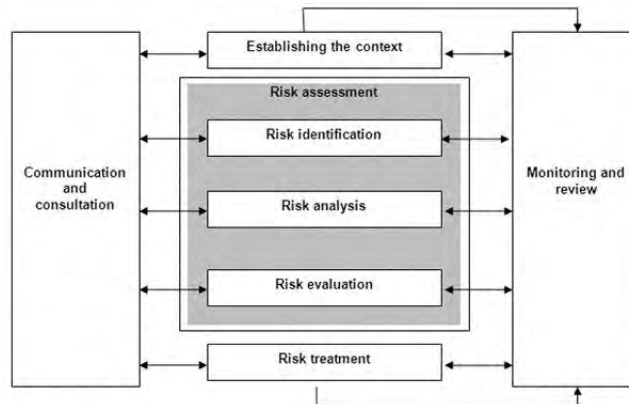 Establishing the context
Risk assessment
Risk identification
Communication
and
consultation
Monitoring and
review
Risk analysis
Risk evaluation
Risk treatment